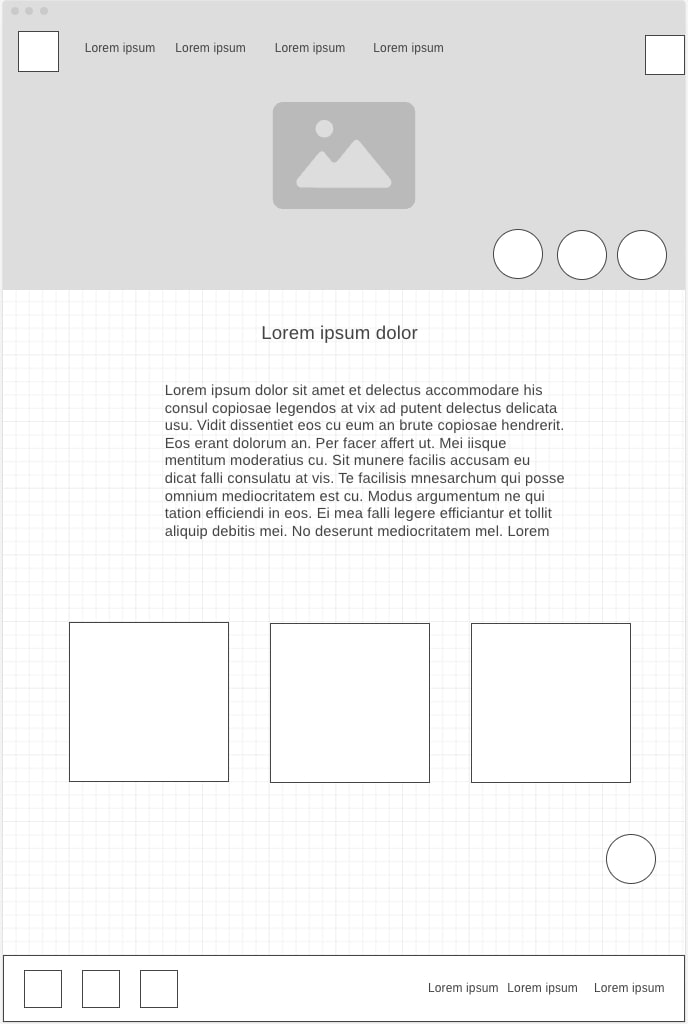 Lorem ipsum Lorem ipsum Lorem ipsum Lorem ipsum
Lorem ipsum dolor
Lorem ipsum dolor sit amet et delectus accommodare his
consul copiosae legendos at vix ad putent delectus delicata
usu. Vidit dissentiet eos cu eum an brute copiosae hendrerit.
Eos erant dolorum an. Per facer affert ut. Mei iisque
mentitum moderatius cu. Sit munere facilis accusam eu
dicat falli consulatu at vis. Te facilisis mnesarchum qui posse
omnium mediocritatem est cu. Modus argumentum ne qui
tation efficiendi in eos. Ei mea falli legere efficiantur et tollit
aliquip debitis mei. No deserunt mediocritatem mel. Lorem
Lorem ipsum Lorem ipsum Lorem ipsum